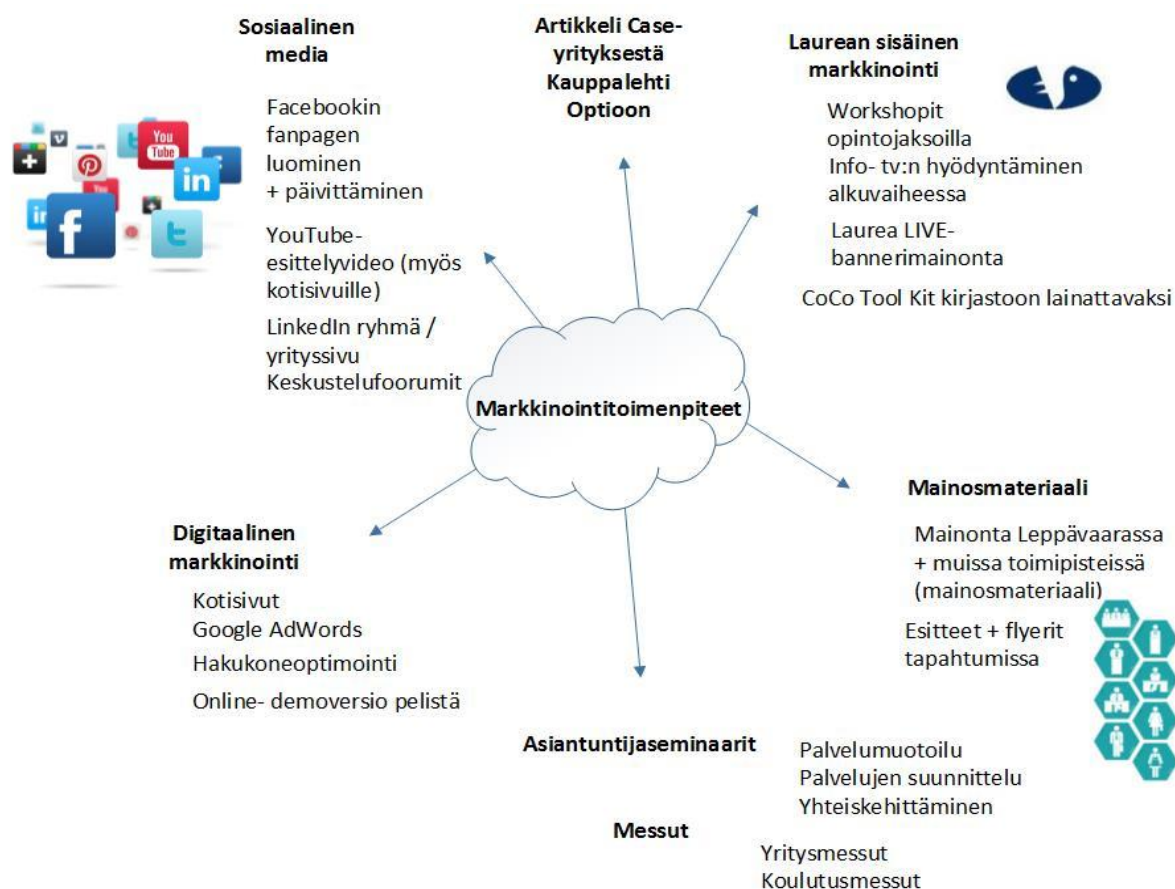 Sosiaalinen
media
Facebookin
fanpagen
luominen
+ päivittäminen
YouTube-
esittelyvideo (myös
kotisivuille)
LinkedIn ryhmä /
yrityssivu
Keskustelufoorumit
Artikkeli Case-
yrityksestä
Kauppalehti
Optioon
Laurean sisäinen
markkinointi
Workshopit
opintojaksoilla
Info- tv:n hyödyntäminen
alkuvaiheessa
Laurea LIVE-
bannerimainonta
CoCo Tool Kit kirjastoon lainattavaksi
You
Tube
in
f
t
Markkinointitoimenpiteet
Digitaalinen
markkinointi
Kotisivut
Google AdWords
Hakukoneoptimointi
Online- demoversio pelistä
Mainosmateriaali
Mainonta Leppävaarassa
+ muissa toimipisteissä
(mainosmateriaali)
Esitteet + flyerit
tapahtumissa
Asiantuntijaseminaarit
Palvelumuotoilu
Palvelujen suunnittelu
Yhteiskehittäminen
Messut
Yritysmessut
Koulutusmessut